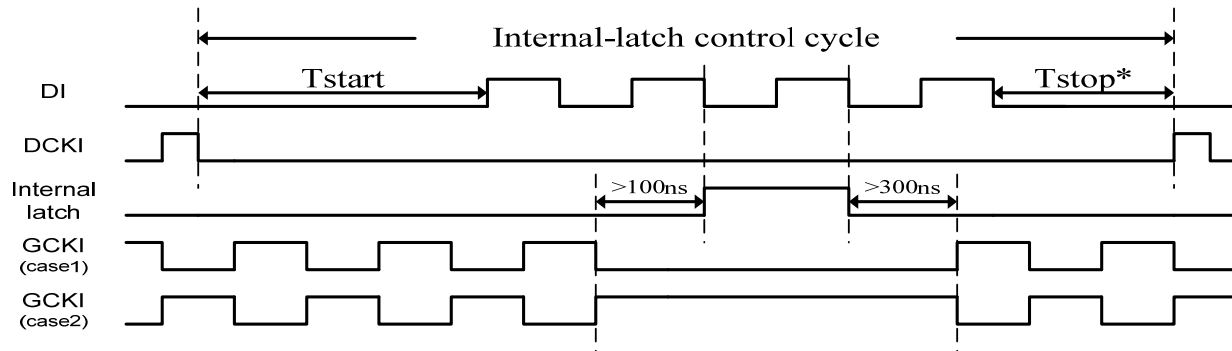 Internal-latch control cycle
DI
Tstart
Tstop*
DCKI
Internal
latch
>100ns
>300ns
GCKI
(case1)
GCKI
(case2)